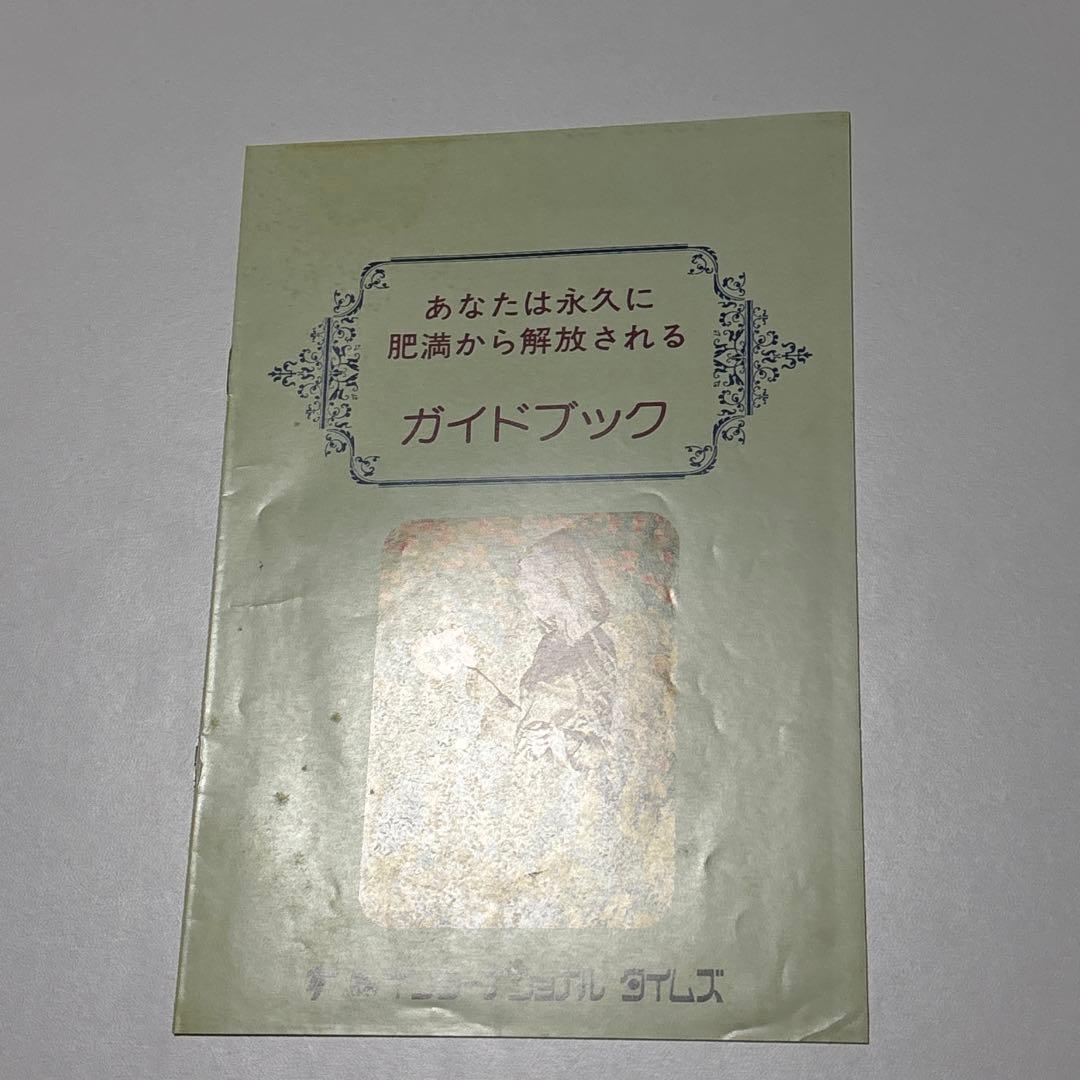 あなたは永久に
肥満から解放される
ガイドブック
インターナショナル タイムズ